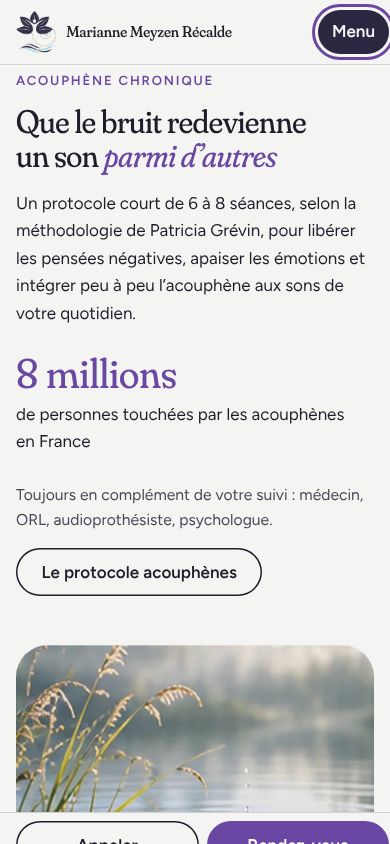 Marianne Meyzen Récalde
Menu
ACOUPHÈNE CHRONIQUE
Que le bruit redevienne
un son parmi d’autres
Un protocole court de 6 à 8 séances, selon la
méthodologie de Patricia Grévin, pour libérer
les pensées négatives, apaiser les émotions et
intégrer peu à peu l’acouphène aux sons de
votre quotidien.
8 millions
de personnes touchées par les acouphènes
en France
Toujours en complément de votre suivi : médecin,
ORL, audioprothésiste, psychologue.
Le protocole acouphènes
Appeler
Rendez-vous